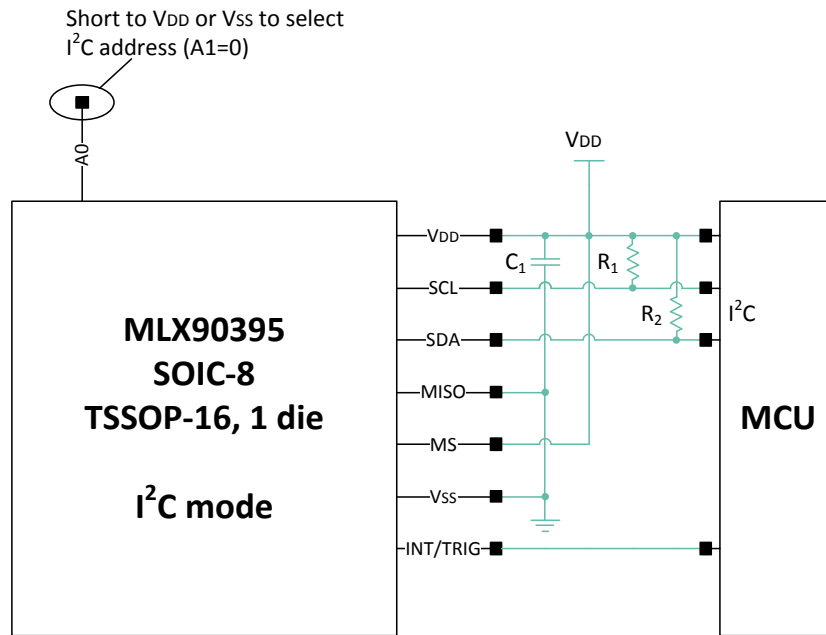 Short to VDD or VSS to select
I²C address (A1=0)
A0
VDD
VDD
C₁
R₁
SCL
R₂
I²C
MLX90395
SOIC-8
TSSOP-16, 1 die
I²C mode
SDA
MISO
MS
VSS
INT/TRIG
MCU